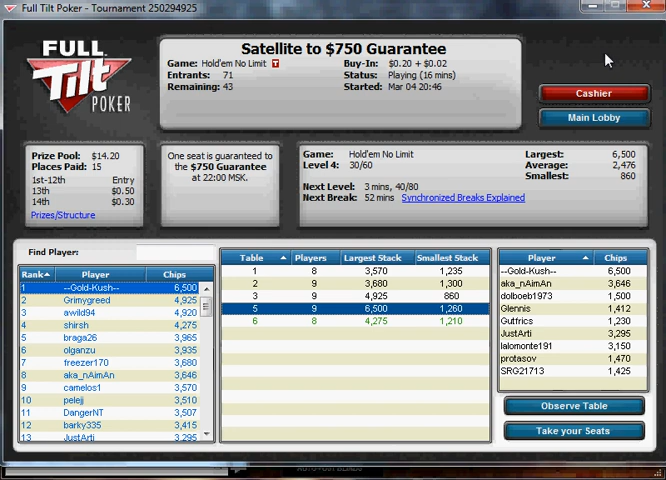 Full Tilt Poker - Tournament 250294925
FULL
Tilt
POKER
Satellite to $750 Guarantee
Game: Hold'em No Limit T
Entrants: 71
Remaining: 43
Buy-In: $0.20 + $0.02
Status: Playing (16 mins)
Started: Mar 04 20:46
Cashier
Main Lobby
Prize Pool: $14.20
Places Paid: 15
1st-12th Entry
13th $0.50
14th $0.30
Prizes/Structure
One seat is guaranteed to
the $750 Guarantee
at 22:00 MSK.
Game: Hold'em No Limit
Level 4: 30/60
Next Level: 3 mins, 40/80
Next Break: 52 mins Synchronized Breaks Explained
Largest: 6,500
Average: 2,476
Smallest: 860
Find Player:
Rank Player Chips
1 --Gold-Kush-- 6,500
2 Grimygreed 4,925
3 awild94 4,920
4 shirsh 4,275
5 braga26 3,965
6 olganzu 3,935
7 freezer170 3,680
8 aka_nAimAn 3,646
9 camelos1 3,570
10 pelejj 3,510
11 DangerNT 3,507
12 barky335 3,415
13 JustArti 3,295
Table Players Largest Stack Smallest Stack
1 8 3,570 1,235
2 9 3,680 1,300
3 9 4,925 860
5 9 6,500 1,260
6 8 4,275 1,210
Player Chips
--Gold-Kush-- 6,500
aka_nAimAn 3,646
dolboeb1973 1,500
Glennis 1,412
Gutfrics 1,230
JustArti 3,295
lalomonte191 3,150
protasov 1,470
SRG21713 1,425
Observe Table
Take your Seats